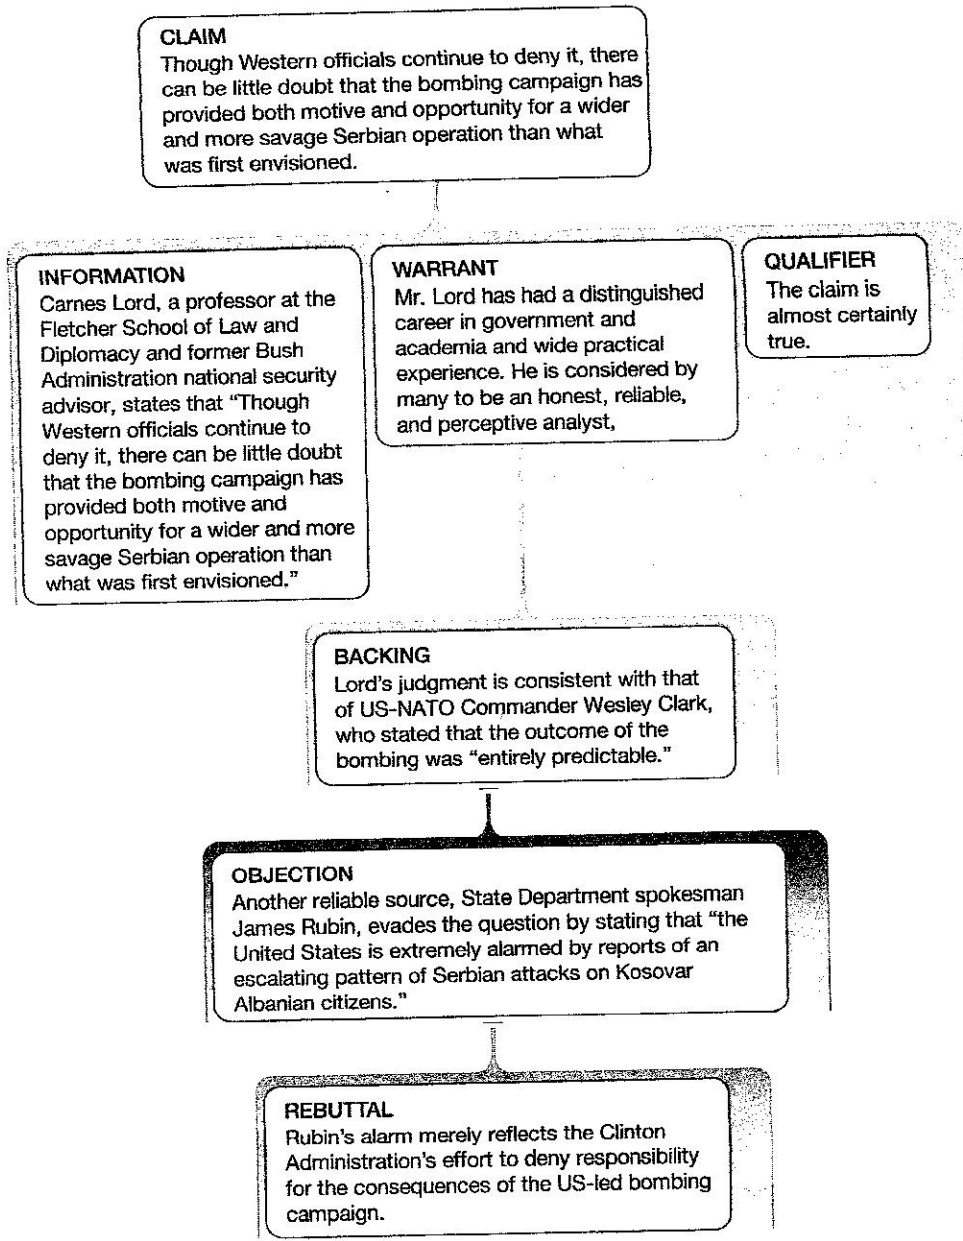 CLAIM
Though Western officials continue to deny it, there
can be little doubt that the bombing campaign has
provided both motive and opportunity for a wider
and more savage Serbian operation than what
was first envisioned.
INFORMATION
Carnes Lord, a professor at the
Fletcher School of Law and
Diplomacy and former Bush
Administration national security
advisor, states that “Though
Western officials continue to
deny it, there can be little doubt
that the bombing campaign has
provided both motive and
opportunity for a wider and more
savage Serbian operation than
what was first envisioned.”
WARRANT
Mr. Lord has had a distinguished
career in government and
academia and wide practical
experience. He is considered by
many to be an honest, reliable,
and perceptive analyst,
QUALIFIER
The claim is
almost certainly
true.
BACKING
Lord’s judgment is consistent with that
of US-NATO Commander Wesley Clark,
who stated that the outcome of the
bombing was “entirely predictable.”
OBJECTION
Another reliable source, State Department spokesman
James Rubin, evades the question by stating that “the
United States is extremely alarmed by reports of an
escalating pattern of Serbian attacks on Kosovar
Albanian citizens.”
REBUTTAL
Rubin’s alarm merely reflects the Clinton
Administration’s effort to deny responsibility
for the consequences of the US-led bombing
campaign.